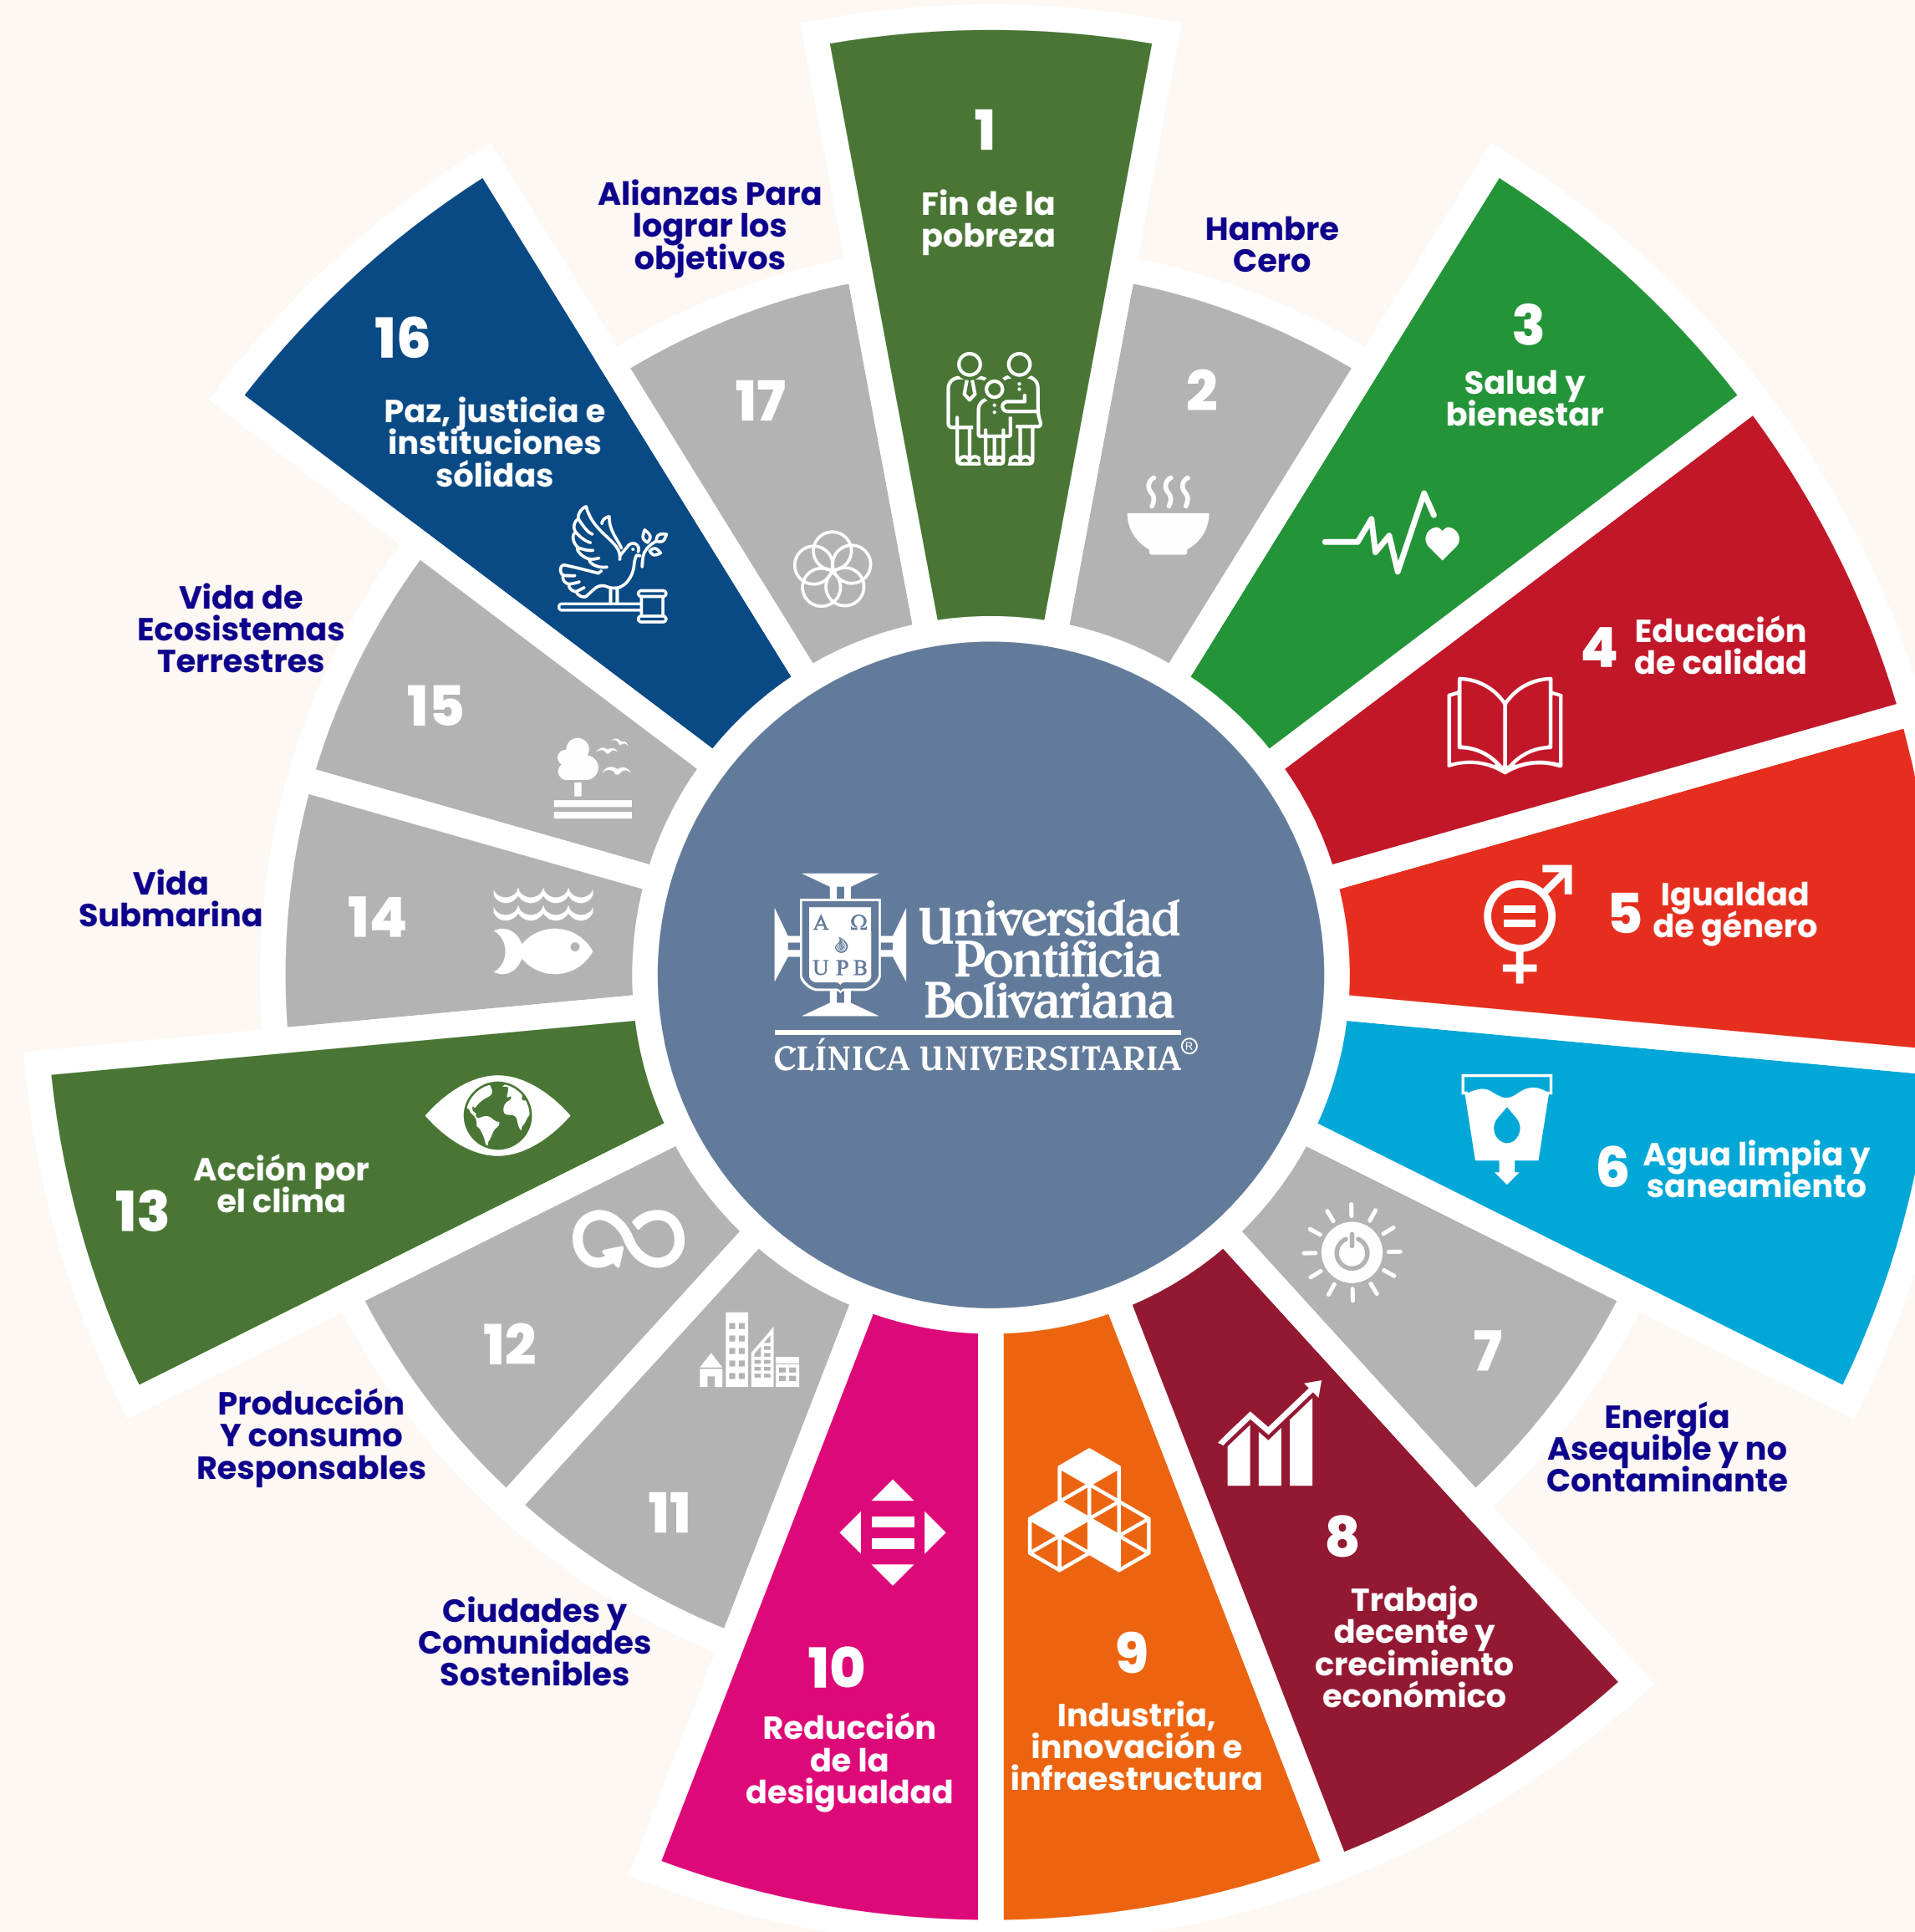 1
Fin de la
pobreza
Hambre
Cero
2
3
Salud y
bienestar
4
Educación
de calidad
5
Igualdad
de género
6
Agua limpia y
saneamiento
7
Energía
Asequible y no
Contaminante
8
Trabajo
decente y
crecimiento
económico
9
Industria,
innovación e
infraestructura
10
Reducción
de la
desigualdad
11
Ciudades y
Comunidades
Sostenibles
12
Producción
Y consumo
Responsables
13
Acción por
el clima
14
Vida
Submarina
15
Vida de
Ecosistemas
Terrestres
16
Paz, justicia e
instituciones
sólidas
17
Alianzas Para
lograr los
objetivos
Α Ω
UPB
Universidad
Pontificia
Bolivariana
CLÍNICA UNIVERSITARIA®